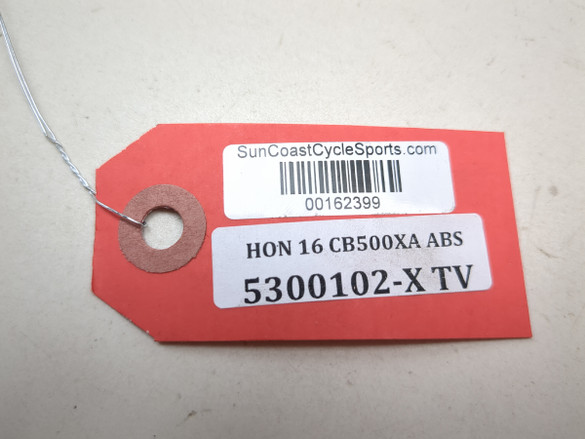 SunCoastCycleSports.com
00162399
HON 16 CB500XA ABS
5300102-X TV